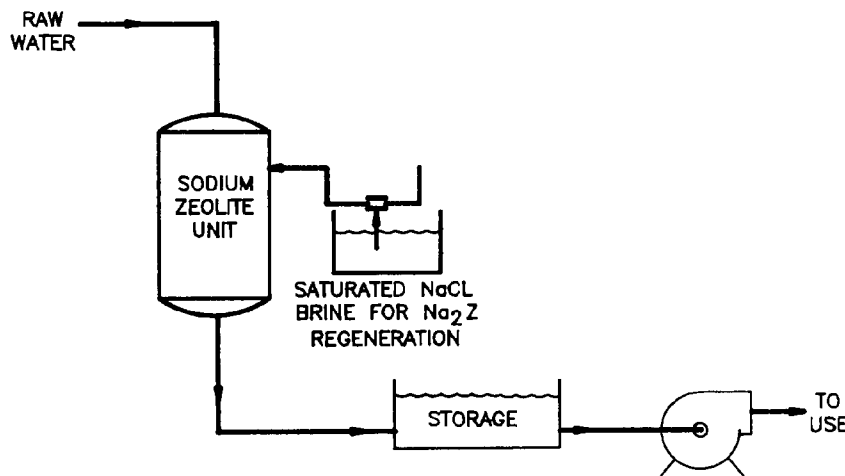 RAW
WATER
SODIUM
ZEOLITE
UNIT
SATURATED NaCL
BRINE FOR Na₂Z
REGENERATION
STORAGE
TO
USE